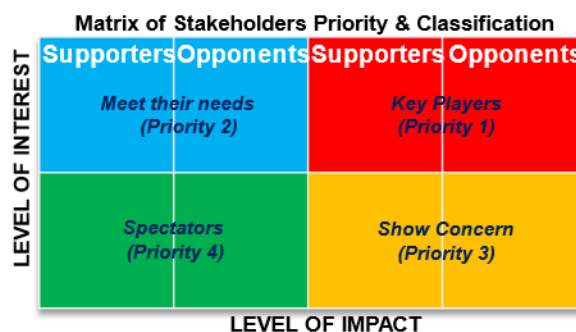 Matrix of Stakeholders Priority & Classification
Supporters Opponents Supporters Opponents
Meet their needs
(Priority 2)
Key Players
(Priority 1)
LEVEL OF INTEREST
Spectators
(Priority 4)
Show Concern
(Priority 3)
LEVEL OF IMPACT